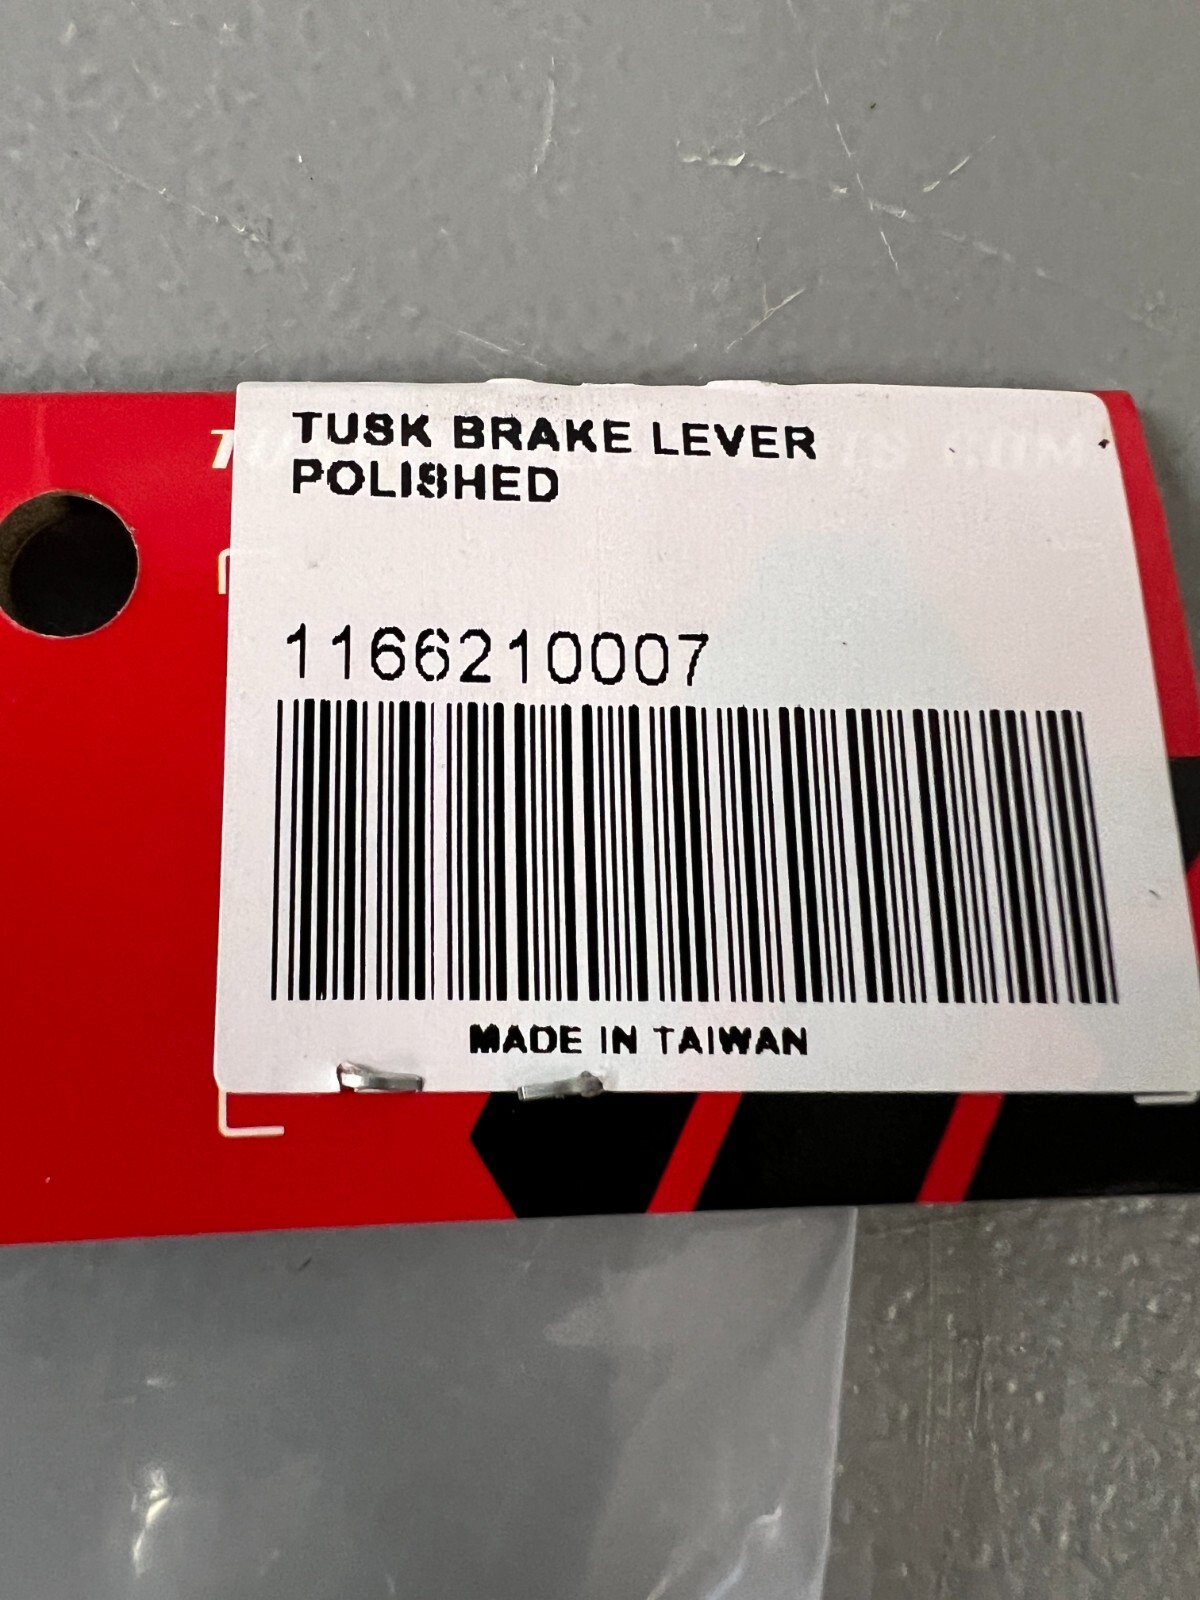 TUSK BRAKE LEVER
POLISHED
1166210007
MADE IN TAIWAN